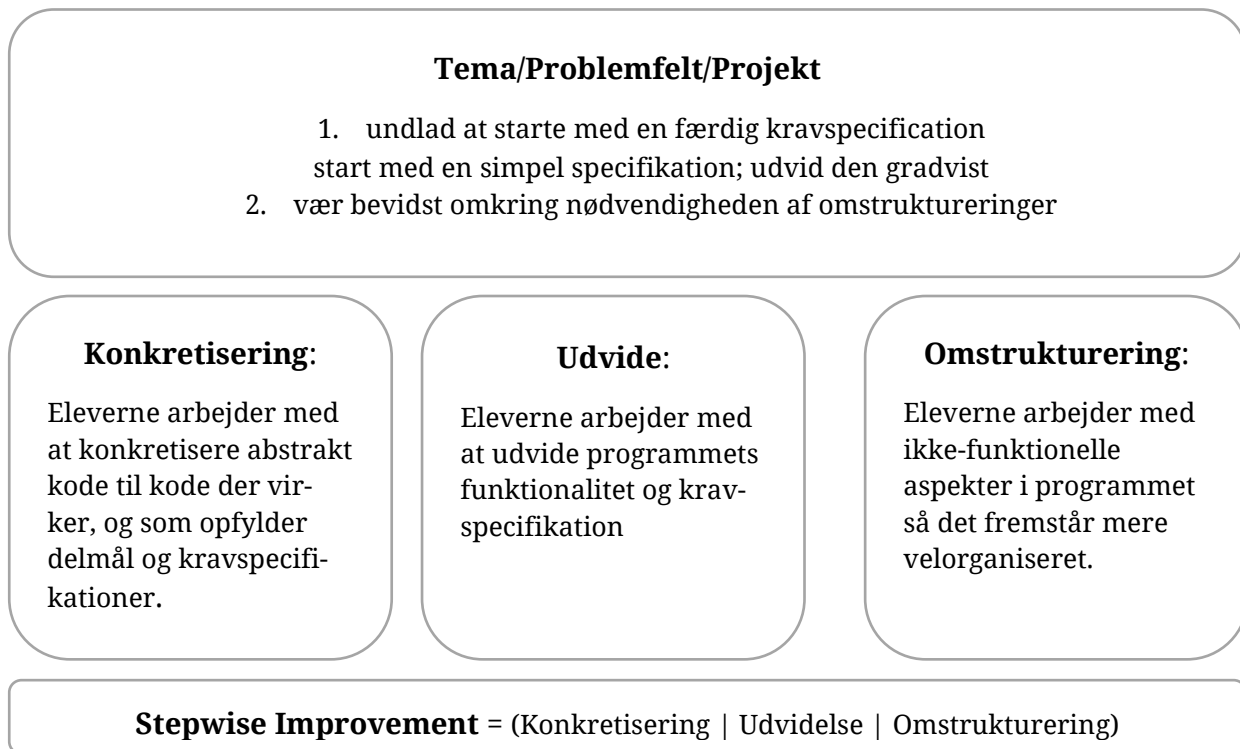 Tema/Problemfelt/Projekt
1. undlad at starte med en færdig kravspecification
start med en simpel specifikation; udvid den gradvist
2. vær bevidst omkring nødvendigheden af omstruktureringer
Konkretisering:
Eleverne arbejder med
at konkretisere abstrakt
kode til kode der vir-
ker, og som opfylder
delmål og kravspecifi-
kationer.
Udvide:
Eleverne arbejder med
at udvide programmets
funktionalitet og krav-
specifikation
Omstrukturering:
Eleverne arbejder med
ikke-funktionelle
aspekter i programmet
så det fremstår mere
velorganiseret.
Stepwise Improvement = (Konkretisering | Udvidelse | Omstrukturering)